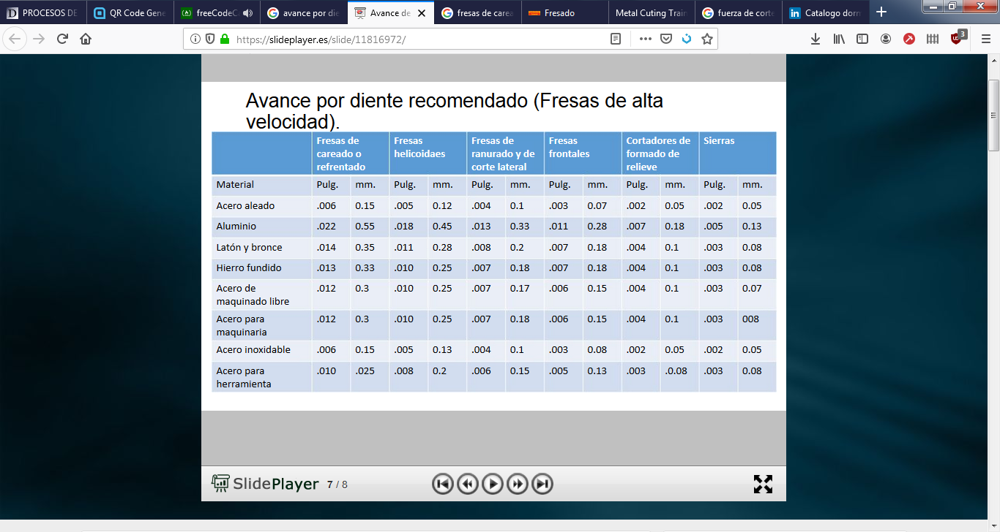 PROCESOS DE
QR Code Gene
freeCodeC
avance por die
Avance de
fresas de carea
Fresado
Metal Cuting Train
fuerza de corte
Catalogo dorm
https://slideplayer.es/slide/11816972/
3
Avance por diente recomendado (Fresas de alta
velocidad).
Fresas de careado o refrentado Fresas helicoidaes Fresas de ranurado y de corte lateral Fresas frontales Cortadores de formado de relieve Sierras
Material Pulg. mm. Pulg. mm. Pulg. mm. Pulg. mm. Pulg. mm. Pulg. mm.
Acero aleado .006 0.15 .005 0.12 .004 0.1 .003 0.07 .002 0.05 .002 0.05
Aluminio .022 0.55 .018 0.45 .013 0.33 .011 0.28 .007 0.18 .005 0.13
Latón y bronce .014 0.35 .011 0.28 .008 0.2 .007 0.18 .004 0.1 .003 0.08
Hierro fundido .013 0.33 .010 0.25 .007 0.18 .007 0.18 .004 0.1 .003 0.08
Acero de maquinado libre .012 0.3 .010 0.25 .007 0.17 .006 0.15 .004 0.1 .003 0.07
Acero para maquinaria .012 0.3 .010 0.25 .007 0.18 .006 0.15 .004 0.1 .003 008
Acero inoxidable .006 0.15 .005 0.13 .004 0.1 .003 0.08 .002 0.05 .002 0.05
Acero para herramienta .010 .025 .008 0.2 .006 0.15 .005 0.13 .003 .0.08 .003 0.08
SlidePlayer 7 / 8